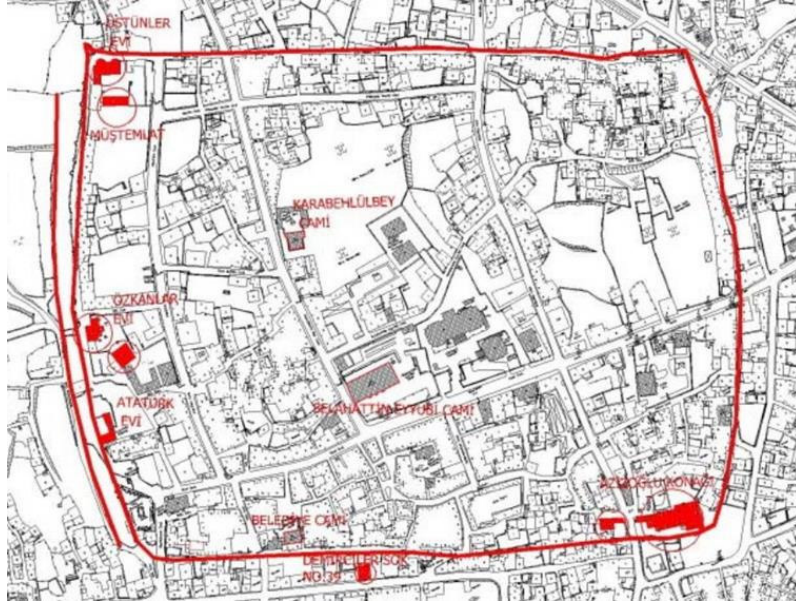 ÜSTÜNLER
EVİ
MÜŞTEMLAT
KARABEHLÜLBEY
CAMİ
ÖZKANLAR
EVİ
ATATÜRK
EVİ
SELAHATTİN EYYUBİ CAMİ
AZİZOĞLU KONAĞI
BELEDİYE CAMİ
DEMİRCİLER SOK
NO:39